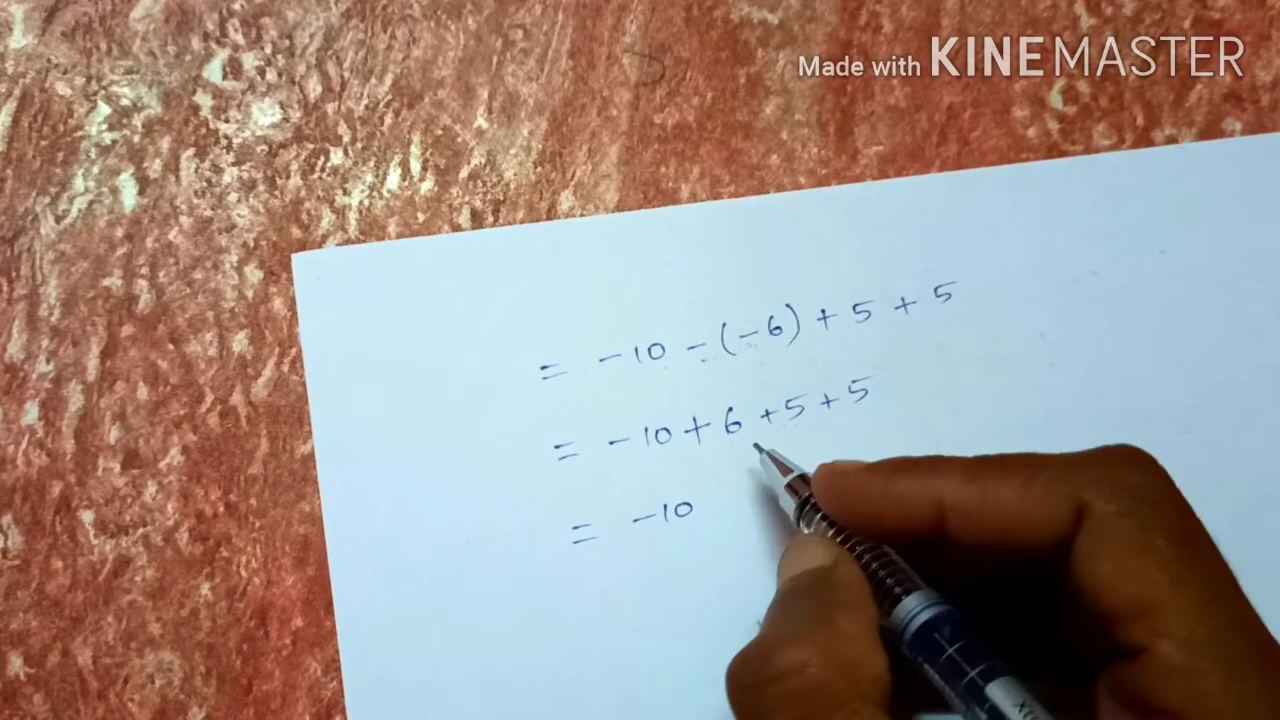 Made with KINEMASTER
= -10 - (-6) + 5 + 5
= -10 + 6 + 5 + 5
= -10